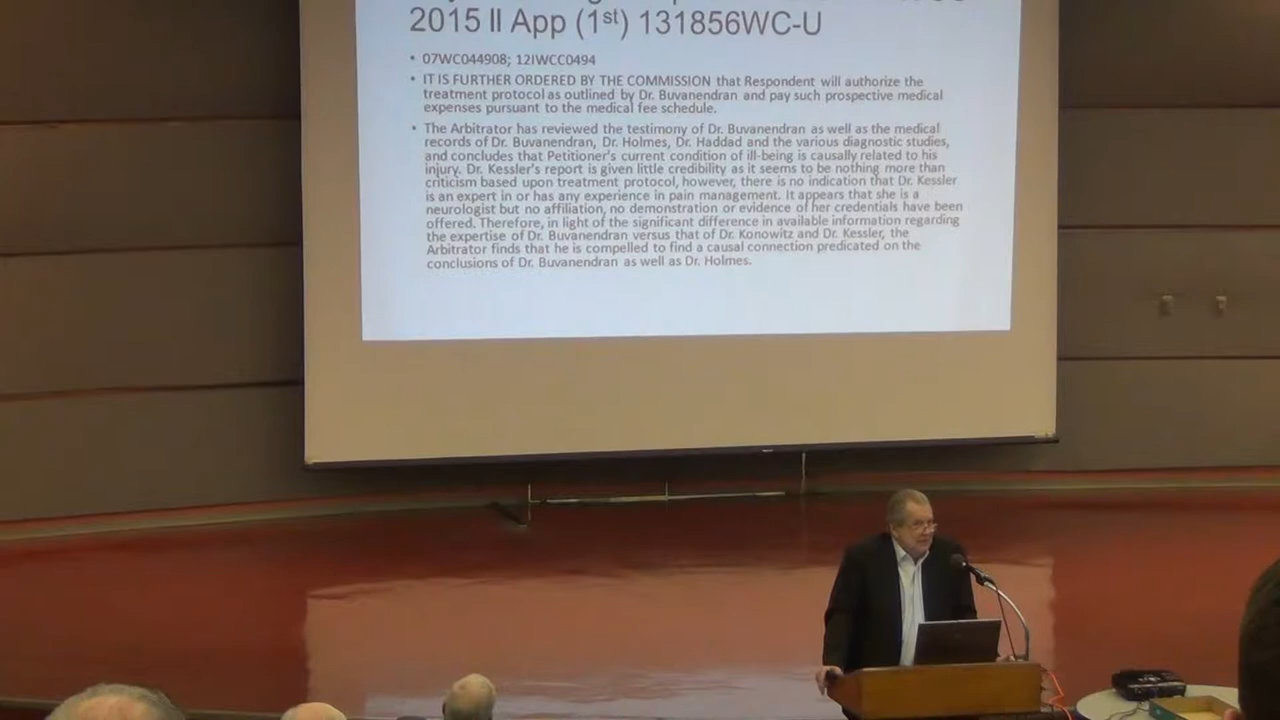 2015 Il App (1st) 131856WC-U
• 07WC044908; 12IWCC0494
• IT IS FURTHER ORDERED BY THE COMMISSION that Respondent will authorize the
treatment protocol as outlined by Dr. Buvanendran and pay such prospective medical
expenses pursuant to the medical fee schedule.
• The Arbitrator has reviewed the testimony of Dr. Buvanendran as well as the medical
records of Dr. Buvanendran, Dr. Holmes, Dr. Haddad and the various diagnostic studies,
and concludes that Petitioner's current condition of ill-being is causally related to his
injury. Dr. Kessler's report is given little credibility as it seems to be nothing more than
criticism based upon treatment protocol, however, there is no indication that Dr. Kessler
is an expert in or has any experience in pain management. It appears that she is a
neurologist but no affiliation, no demonstration or evidence of her credentials have been
offered. Therefore, in light of the significant difference in available information regarding
the expertise of Dr. Buvanendran versus that of Dr. Konowitz and Dr. Kessler, the
Arbitrator finds that he is compelled to find a causal connection predicated on the
conclusions of Dr. Buvanendran as well as Dr. Holmes.